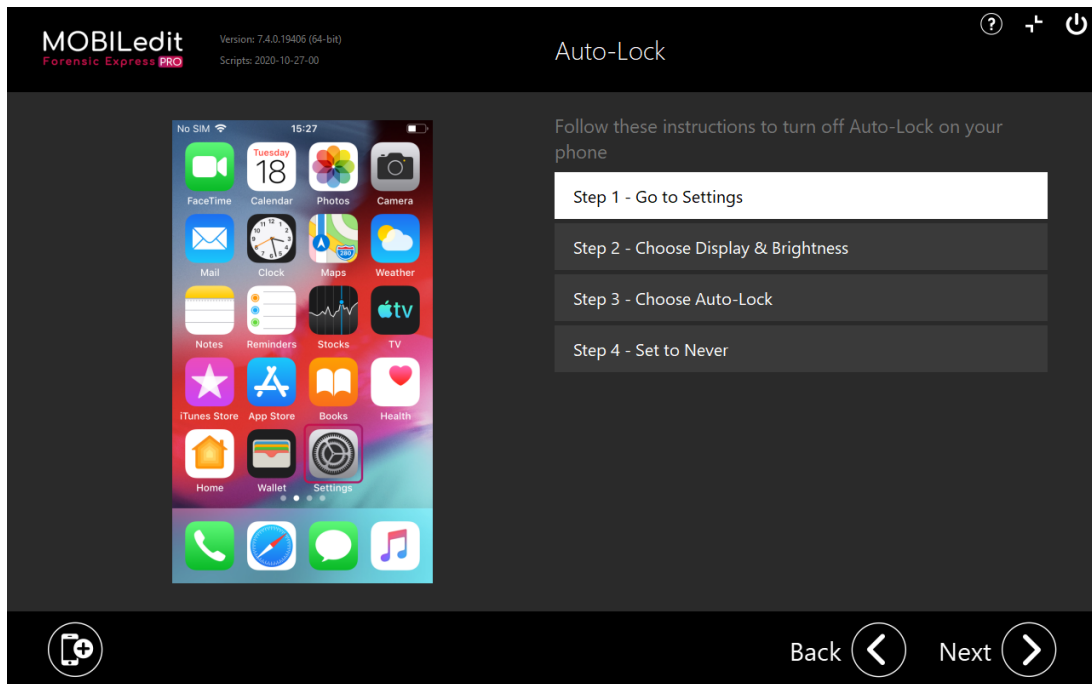 MOBILedit
Forensic Express PRO
Version: 7.4.0.19406 (64-bit)
Scripts: 2020-10-27-00
Auto-Lock
?
No SIM
15:27
Tuesday
18
FaceTime
Calendar
Photos
Camera
12
280
Mail
Clock
Maps
Weather
tv
Notes
Reminders
Stocks
TV
iTunes Store
App Store
Books
Health
Home
Wallet
Settings
Follow these instructions to turn off Auto-Lock on your
phone
Step 1 - Go to Settings
Step 2 - Choose Display & Brightness
Step 3 - Choose Auto-Lock
Step 4 - Set to Never
Back
Next